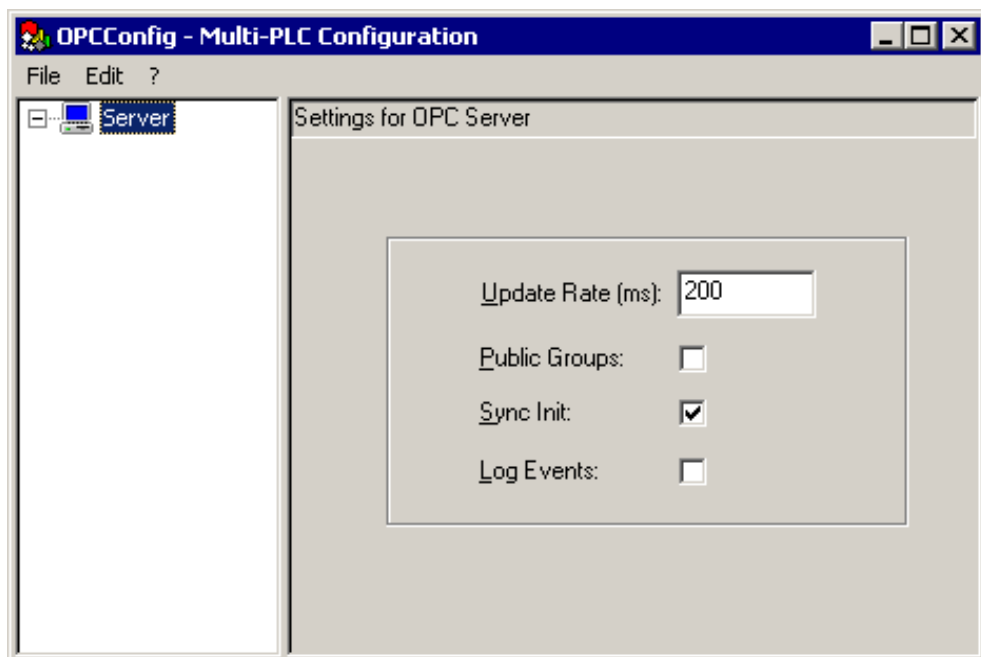 OPCConfig - Multi-PLC Configuration
File Edit ?
Server
Settings for OPC Server
Update Rate (ms): 200
Public Groups:
Sync Init:
Log Events: